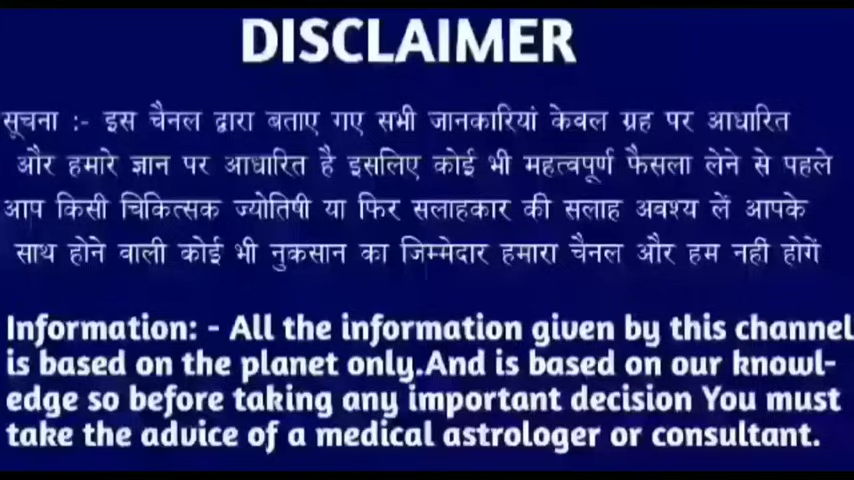 DISCLAIMER
सूचना :- इस चैनल द्वारा बताए गए सभी जानकारियां केवल ग्रह पर आधारित
और हमारे ज्ञान पर आधारित है इसलिए कोई भी महत्वपूर्ण फैसला लेने से पहले
आप किसी चिकित्सक ज्योतिषी या फिर सलाहकार की सलाह अवश्य लें आपके
साथ होने वाली कोई भी नुकसान का जिम्मेदार हमारा चैनल और हम नहीं होगें
Information: - All the information given by this channel
is based on the planet only.And is based on our knowl-
edge so before taking any important decision You must
take the advice of a medical astrologer or consultant.